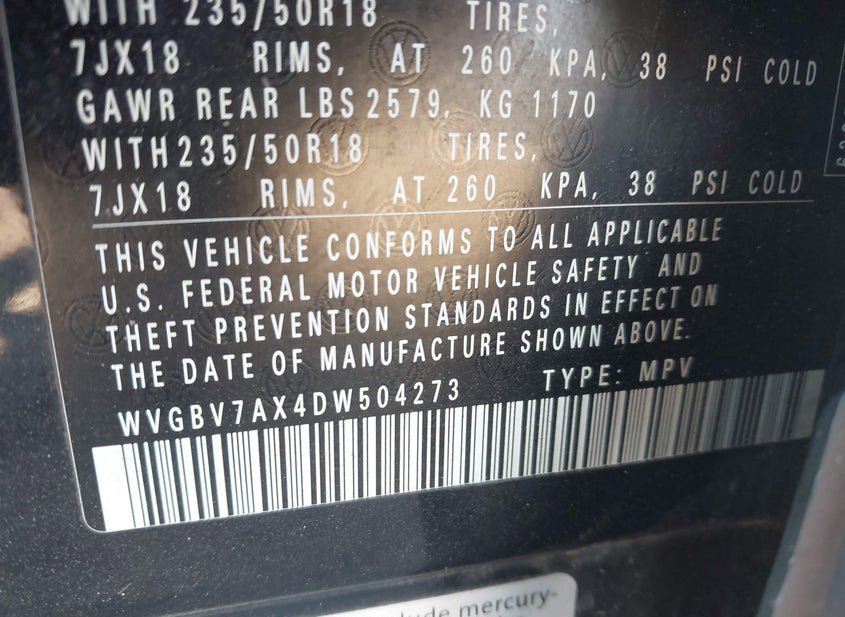 WITH 235/50R18 TIRES,
7JX18 RIMS, AT 260 KPA, 38 PSI COLD
GAWR REAR LBS 2579, KG 1170
WITH 235/50R18 TIRES,
7JX18 RIMS, AT 260 KPA, 38 PSI COLD
THIS VEHICLE CONFORMS TO ALL APPLICABLE
U.S. FEDERAL MOTOR VEHICLE SAFETY AND
THEFT PREVENTION STANDARDS IN EFFECT ON
THE DATE OF MANUFACTURE SHOWN ABOVE.
WVGBV7AX4DW504273 TYPE: MPV
mercury-